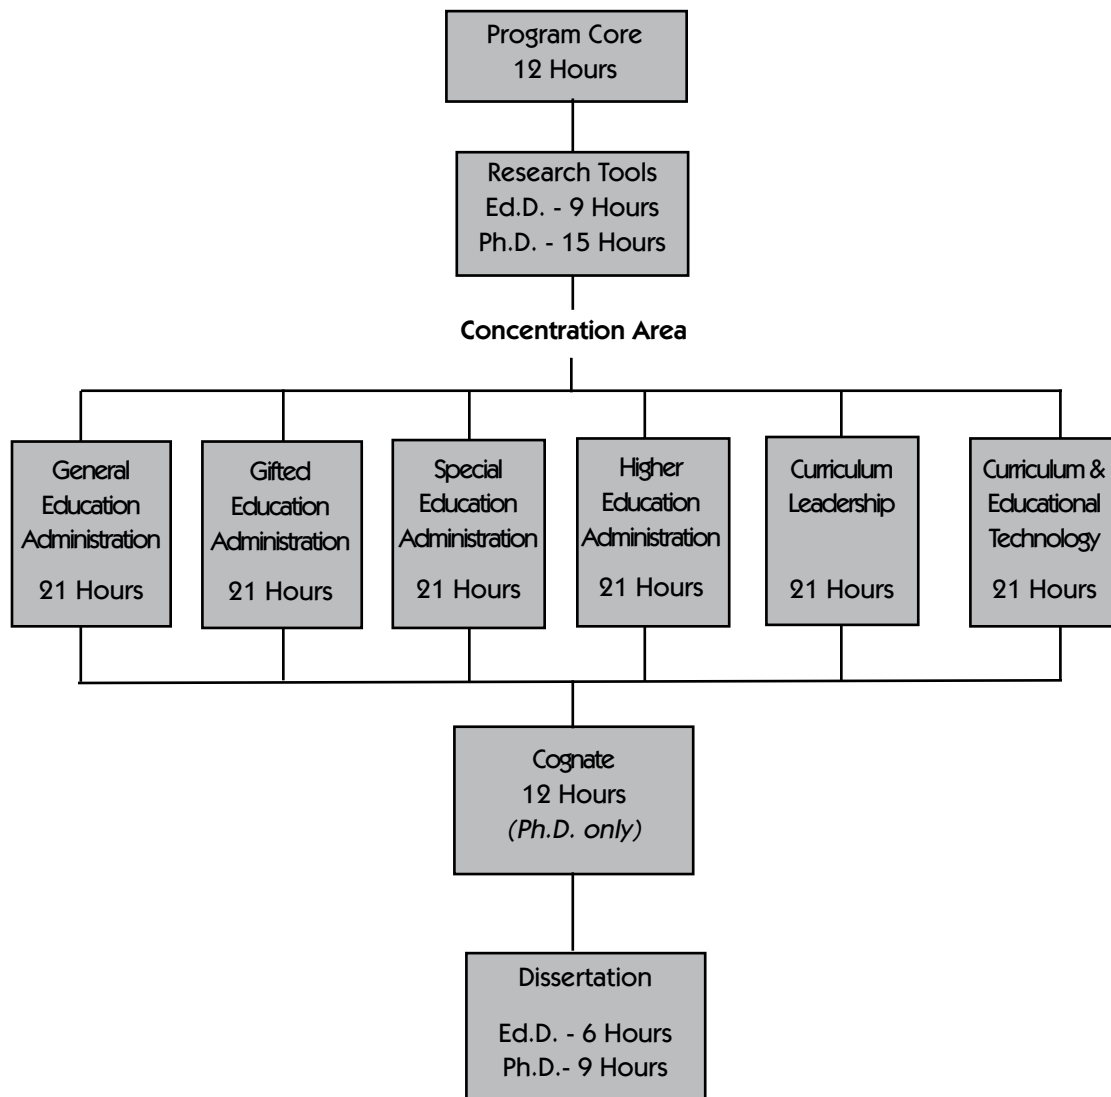 Program Core
12 Hours
Research Tools
Ed.D. - 9 Hours
Ph.D. - 15 Hours
Concentration Area
General
Education
Administration
21 Hours
Gifted
Education
Administration
21 Hours
Special
Education
Administration
21 Hours
Higher
Education
Administration
21 Hours
Curriculum
Leadership
21 Hours
Curriculum &
Educational
Technology
21 Hours
Cognate
12 Hours
(Ph.D. only)
Dissertation
Ed.D. - 6 Hours
Ph.D.- 9 Hours